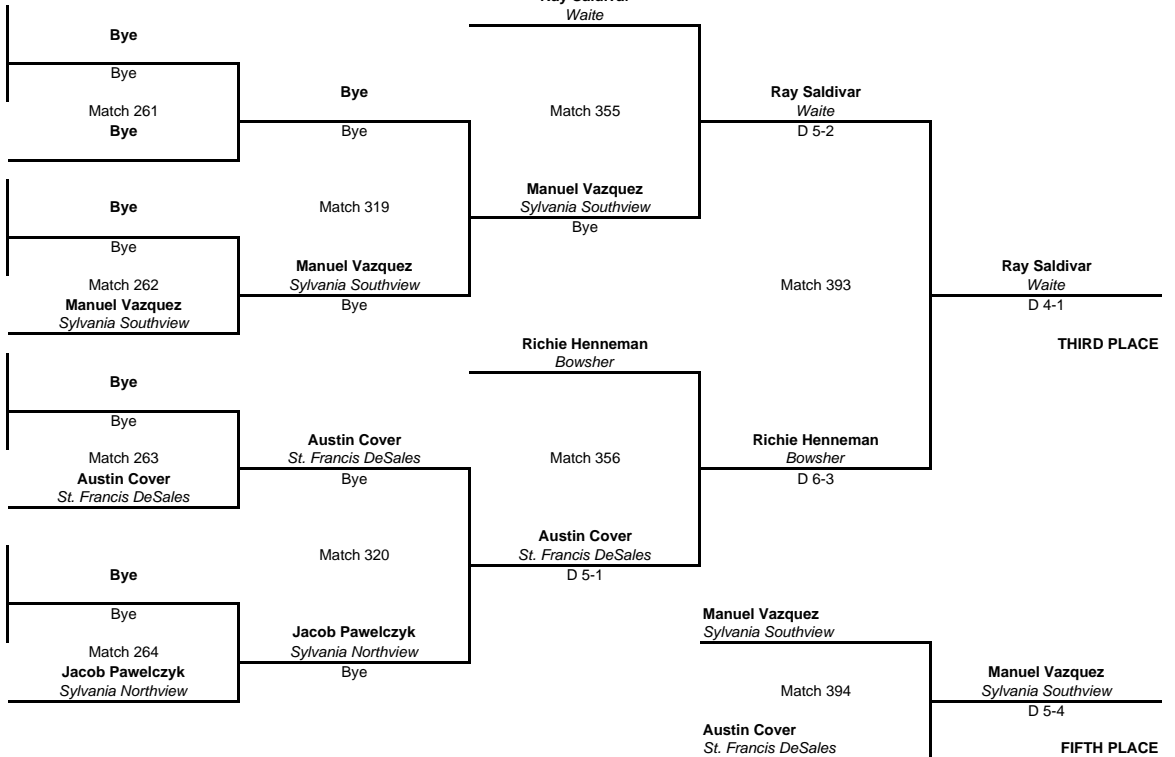 Waite
Bye
Bye
Match 261
Bye
Bye
Bye
Match 355
Ray Saldivar
Waite
D 5-2
Bye
Bye
Match 262
Manuel Vazquez
Sylvania Southview
Match 319
Manuel Vazquez
Sylvania Southview
Bye
Manuel Vazquez
Sylvania Southview
Bye
Match 393
Ray Saldivar
Waite
D 4-1
THIRD PLACE
Richie Henneman
Bowsher
Bye
Bye
Match 263
Austin Cover
St. Francis DeSales
Austin Cover
St. Francis DeSales
Bye
Match 356
Richie Henneman
Bowsher
D 6-3
Match 320
Austin Cover
St. Francis DeSales
D 5-1
Bye
Bye
Match 264
Jacob Pawelczyk
Sylvania Northview
Jacob Pawelczyk
Sylvania Northview
Bye
Manuel Vazquez
Sylvania Southview
Match 394
Austin Cover
St. Francis DeSales
Manuel Vazquez
Sylvania Southview
D 5-4
FIFTH PLACE